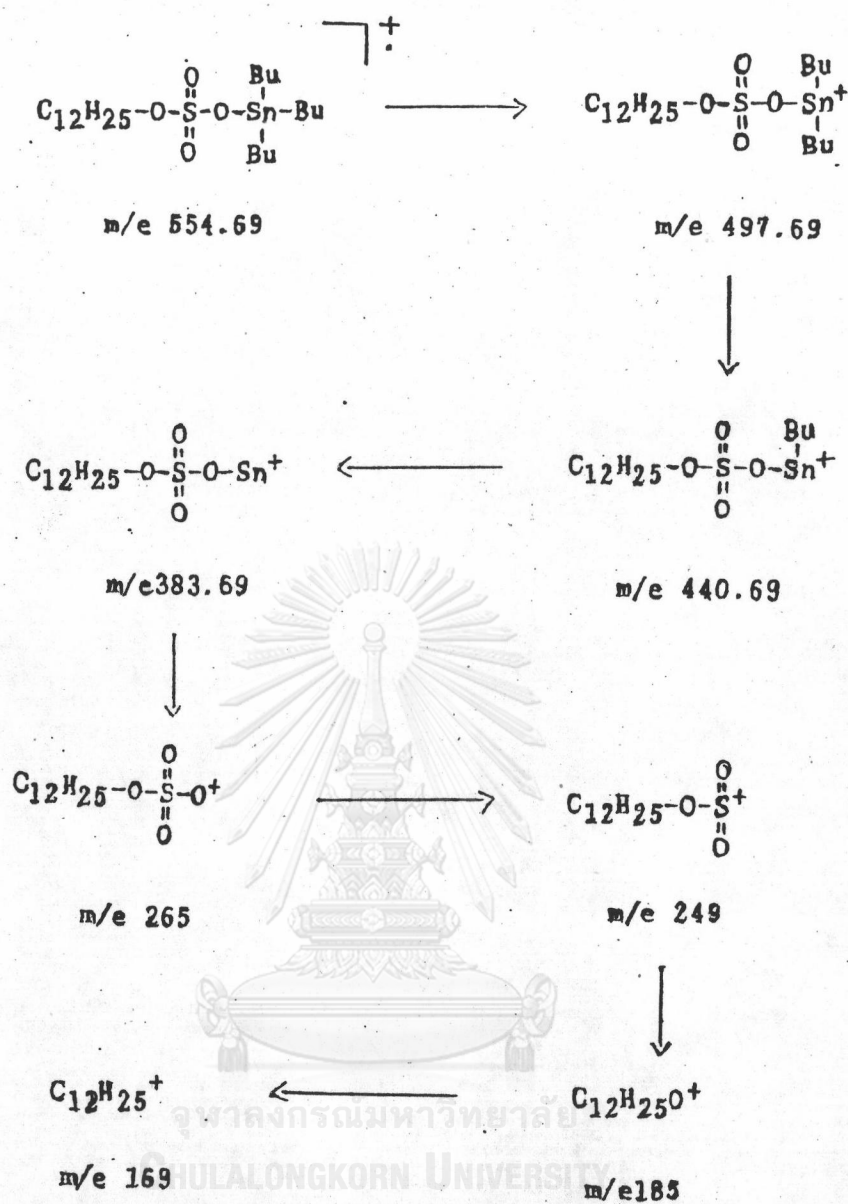 C12H25-O-S-O-Sn-Bu
O
O
Bu
Bu
+
.
m/e 554.69
C12H25-O-S-O-Sn+
O
O
Bu
Bu
m/e 497.69
C12H25-O-S-O-Sn+
O
O
m/e383.69
C12H25-O-S-O-Sn+
O
O
Bu
m/e 440.69
C12H25-O-S-O+
O
O
m/e 265
C12H25-O-S+
O
O
m/e 249
C12H25+
m/e 169
C12H25O+
m/e185
จุฬาลงกรณ์มหาวิทยาลัย
CHULALONGKORN UNIVERSITY